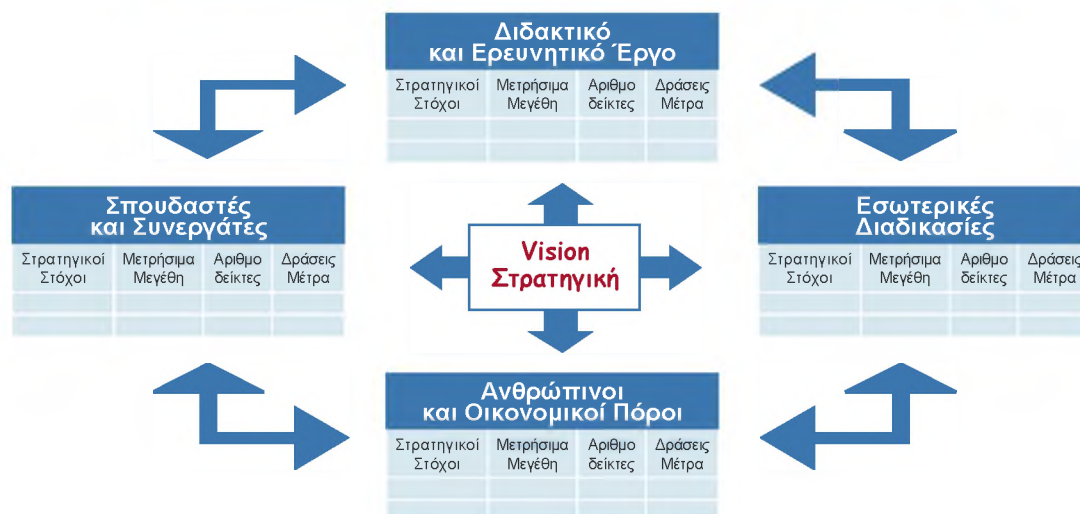 Διδακτικό
και Ερευνητικό Έργο
Στρατηγικοί Μετρήσιμα Αριθμο Δράσεις
Στόχοι Μεγέθη δείκτες Μέτρα
Σπουδαστές
και Συνεργάτες
Στρατηγικοί Μετρήσιμα Αριθμο Δράσεις
Στόχοι Μεγέθη δείκτες Μέτρα
Vision
Στρατηγική
Εσωτερικές
Διαδικασίες
Στρατηγικοί Μετρήσιμα Αριθμο Δράσεις
Στόχοι Μεγέθη δείκτες Μέτρα
Ανθρώπινοι
και Οικονομικοί Πόροι
Στρατηγικοί Μετρήσιμα Αριθμο Δράσεις
Στόχοι Μεγέθη δείκτες Μέτρα